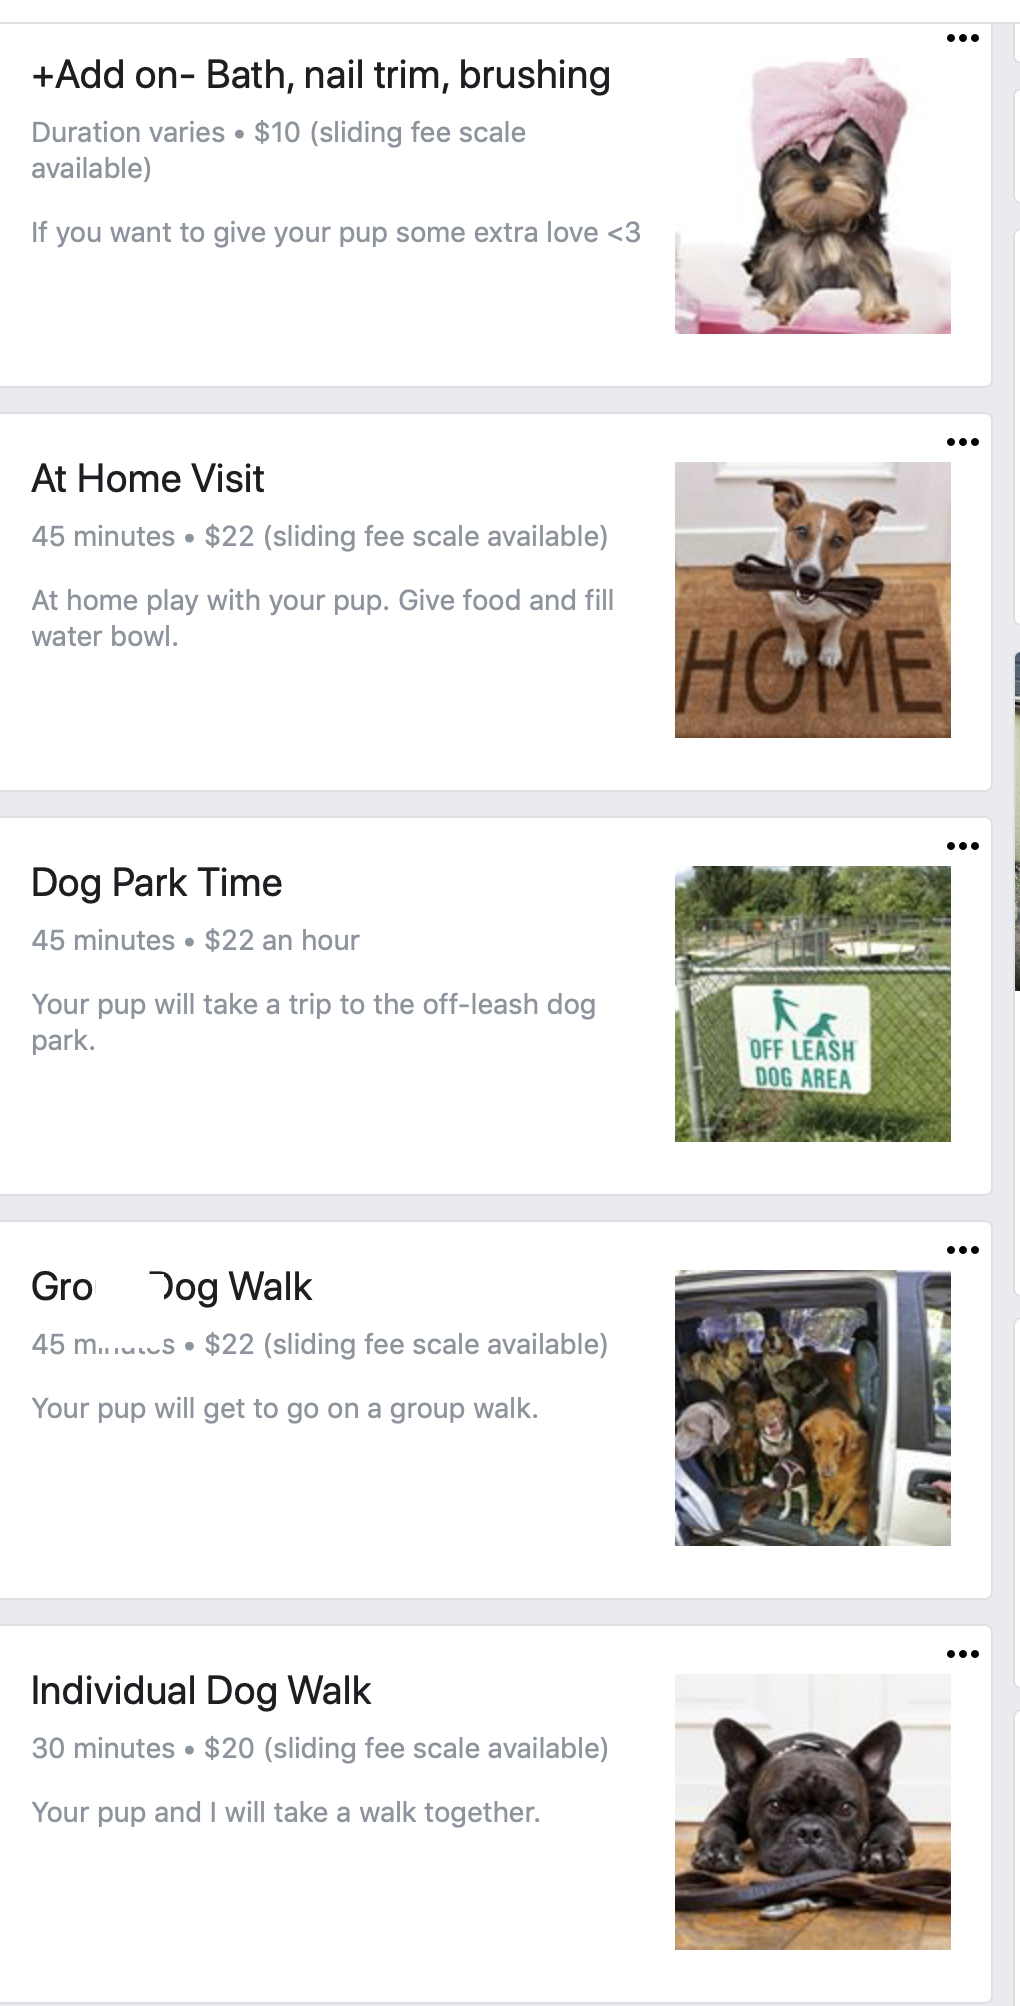 +Add on- Bath, nail trim, brushing
Duration varies • $10 (sliding fee scale
available)
If you want to give your pup some extra love <3
At Home Visit
45 minutes • $22 (sliding fee scale available)
At home play with your pup. Give food and fill
water bowl.
HOME
Dog Park Time
45 minutes • $22 an hour
Your pup will take a trip to the off-leash dog
park.
OFF LEASH
DOG AREA
Dog Walk
45 minutes • $22 (sliding fee scale available)
Your pup will get to go on a group walk.
Individual Dog Walk
30 minutes • $20 (sliding fee scale available)
Your pup and I will take a walk together.